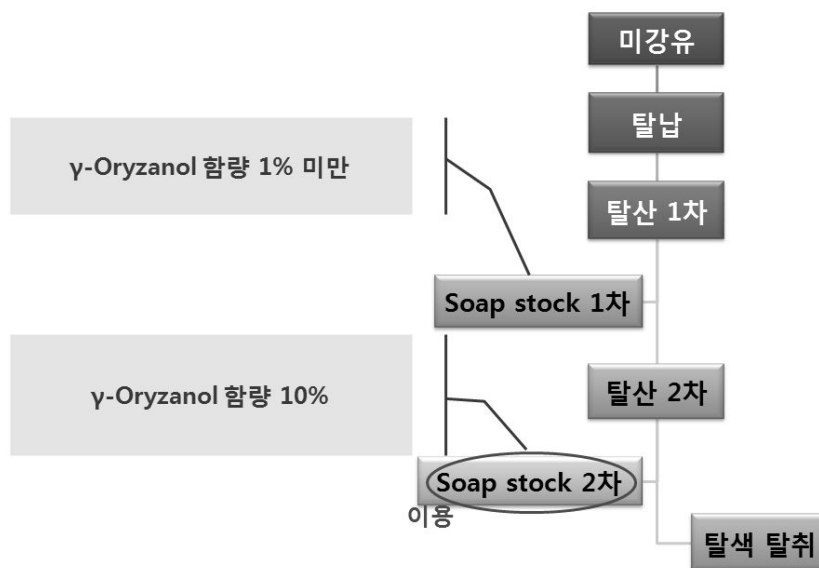 미강유
탈납
γ-Oryzanol 함량 1% 미만
탈산 1차
Soap stock 1차
γ-Oryzanol 함량 10%
탈산 2차
Soap stock 2차
이용
탈색 탈취